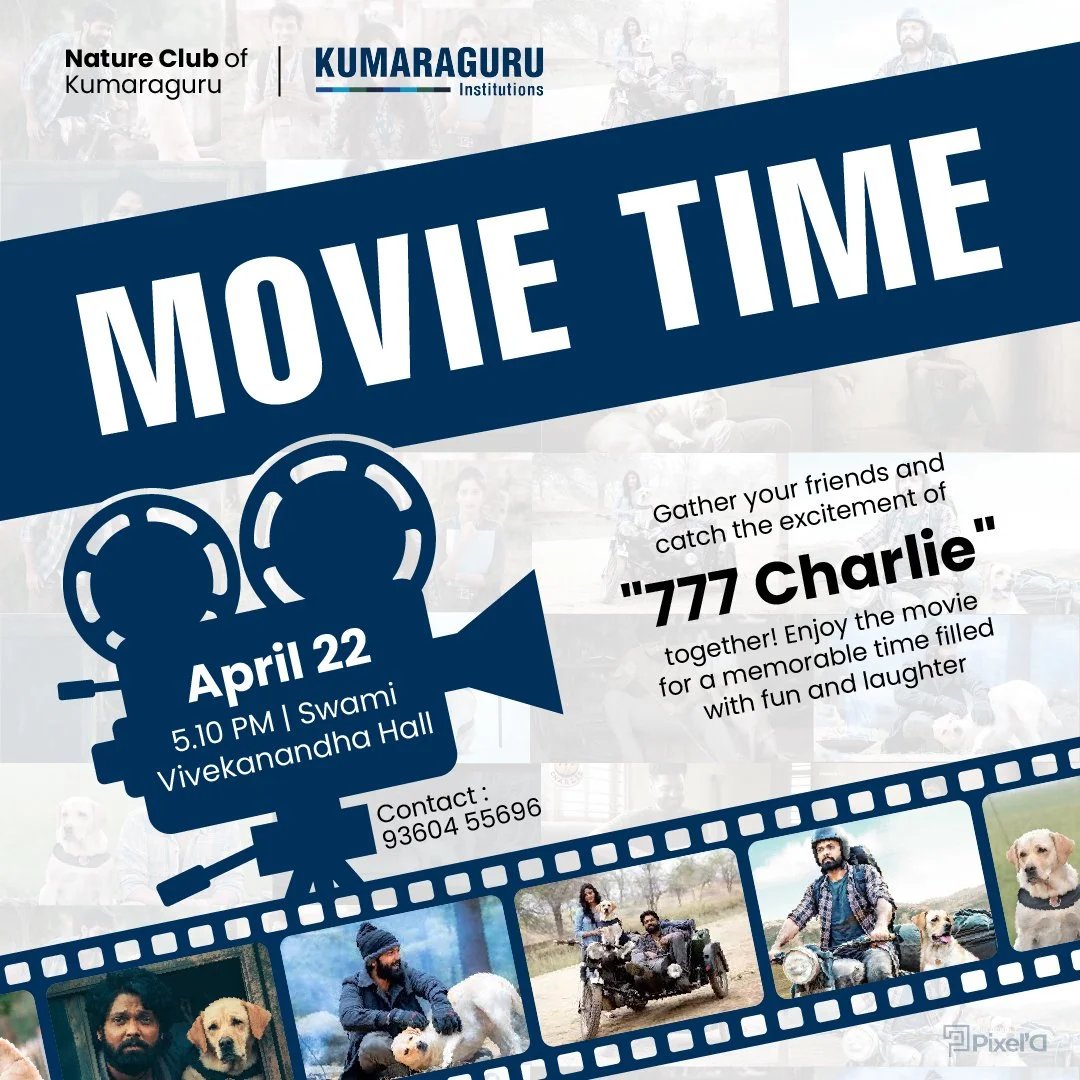 Nature Club of
Kumaraguru
KUMARAGURU
Institutions
MOVIE TIME
Gather your friends and
catch the excitement of
"777 Charlie"
together! Enjoy the movie
for a memorable time filled
with fun and laughter
April 22
5.10 PM | Swami
Vivekanandha Hall
Contact :
93604 55696
Pixel'D